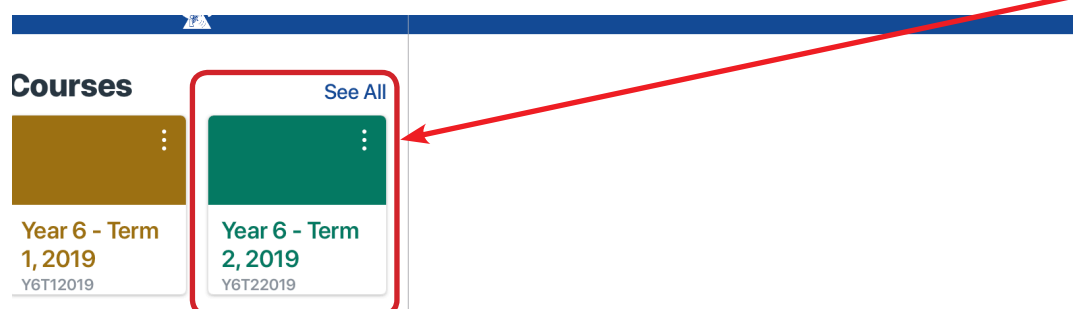 Courses
See All
Year 6 - Term
1, 2019
Y6T12019
Year 6 - Term
2, 2019
Y6T22019